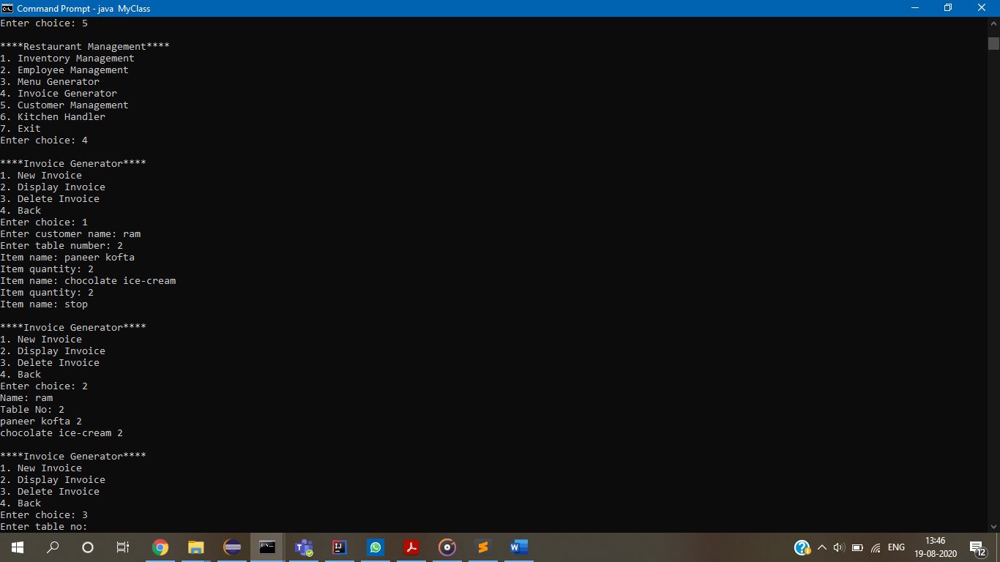 Command Prompt - java  MyClass
Enter choice: 5
****Restaurant Management****
1. Inventory Management
2. Employee Management
3. Menu Generator
4. Invoice Generator
5. Customer Management
6. Kitchen Handler
7. Exit
Enter choice: 4
****Invoice Generator****
1. New Invoice
2. Display Invoice
3. Delete Invoice
4. Back
Enter choice: 1
Enter customer name: ram
Enter table number: 2
Item name: paneer kofta
Item quantity: 2
Item name: chocolate ice-cream
Item quantity: 2
Item name: stop
****Invoice Generator****
1. New Invoice
2. Display Invoice
3. Delete Invoice
4. Back
Enter choice: 2
Name: ram
Table No: 2
paneer kofta 2
chocolate ice-cream 2
****Invoice Generator****
1. New Invoice
2. Display Invoice
3. Delete Invoice
4. Back
Enter choice: 3
Enter table no:
ENG
13:46
19-08-2020
12